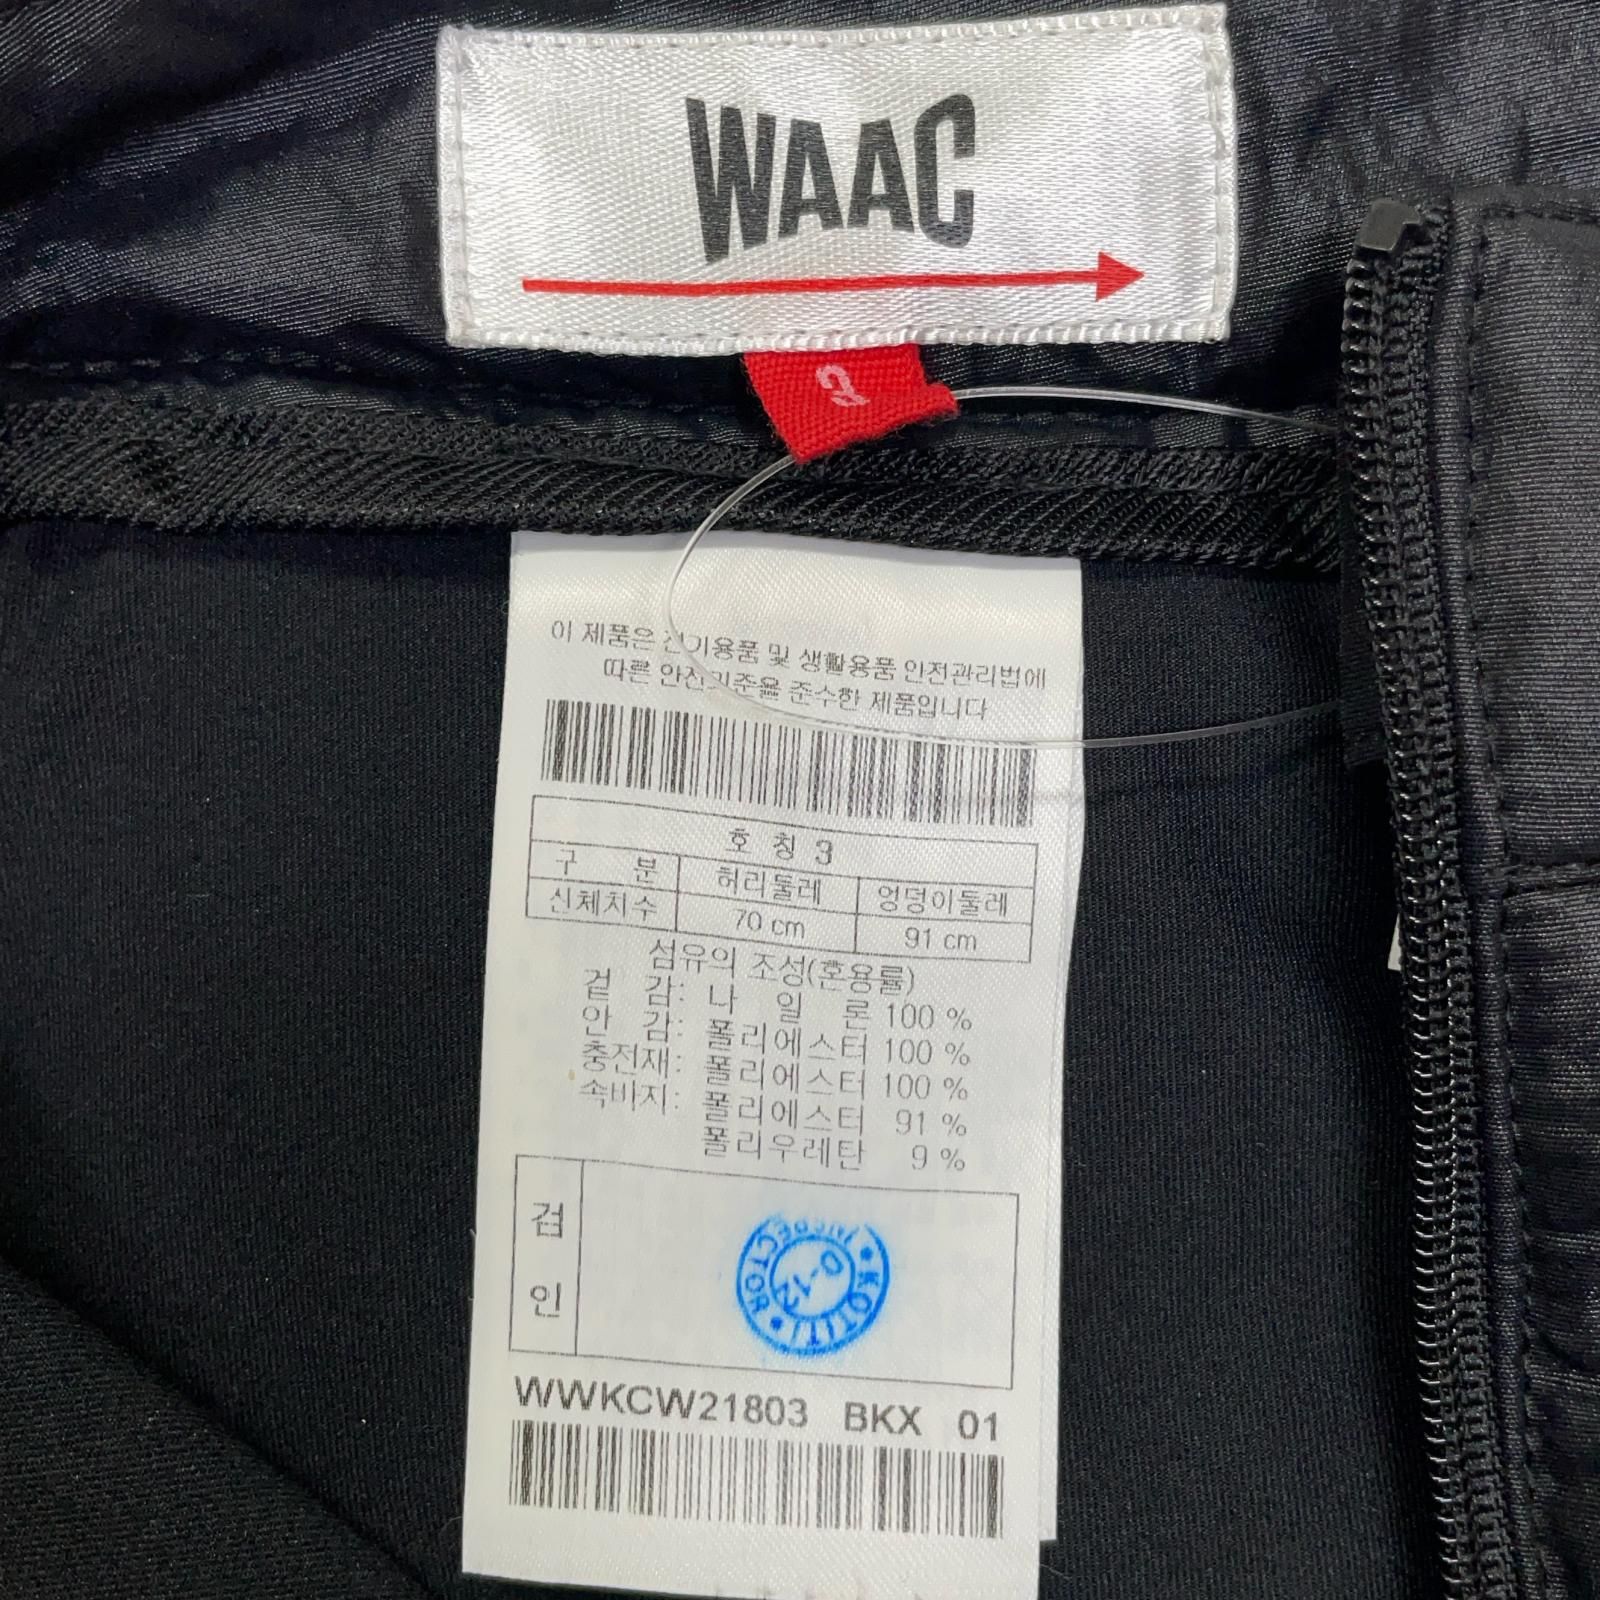 WAAC
3
이 제품은 전기용품 및 생활용품 안전관리법에
따른 안전기준을 준수한 제품입니다
호 칭 3
구 분 허리둘레 엉덩이둘레
신체치수 70 cm 91 cm
섬유의 조성(혼용률)
겉 감: 나 일 론 100 %
안 감: 폴리에스터 100 %
충전재: 폴리에스터 100 %
속바지: 폴리에스터 91 %
폴리우레탄 9 %
검인
INSPECTOR
KOTITI
0-12
WWKCW21803 BKX 01